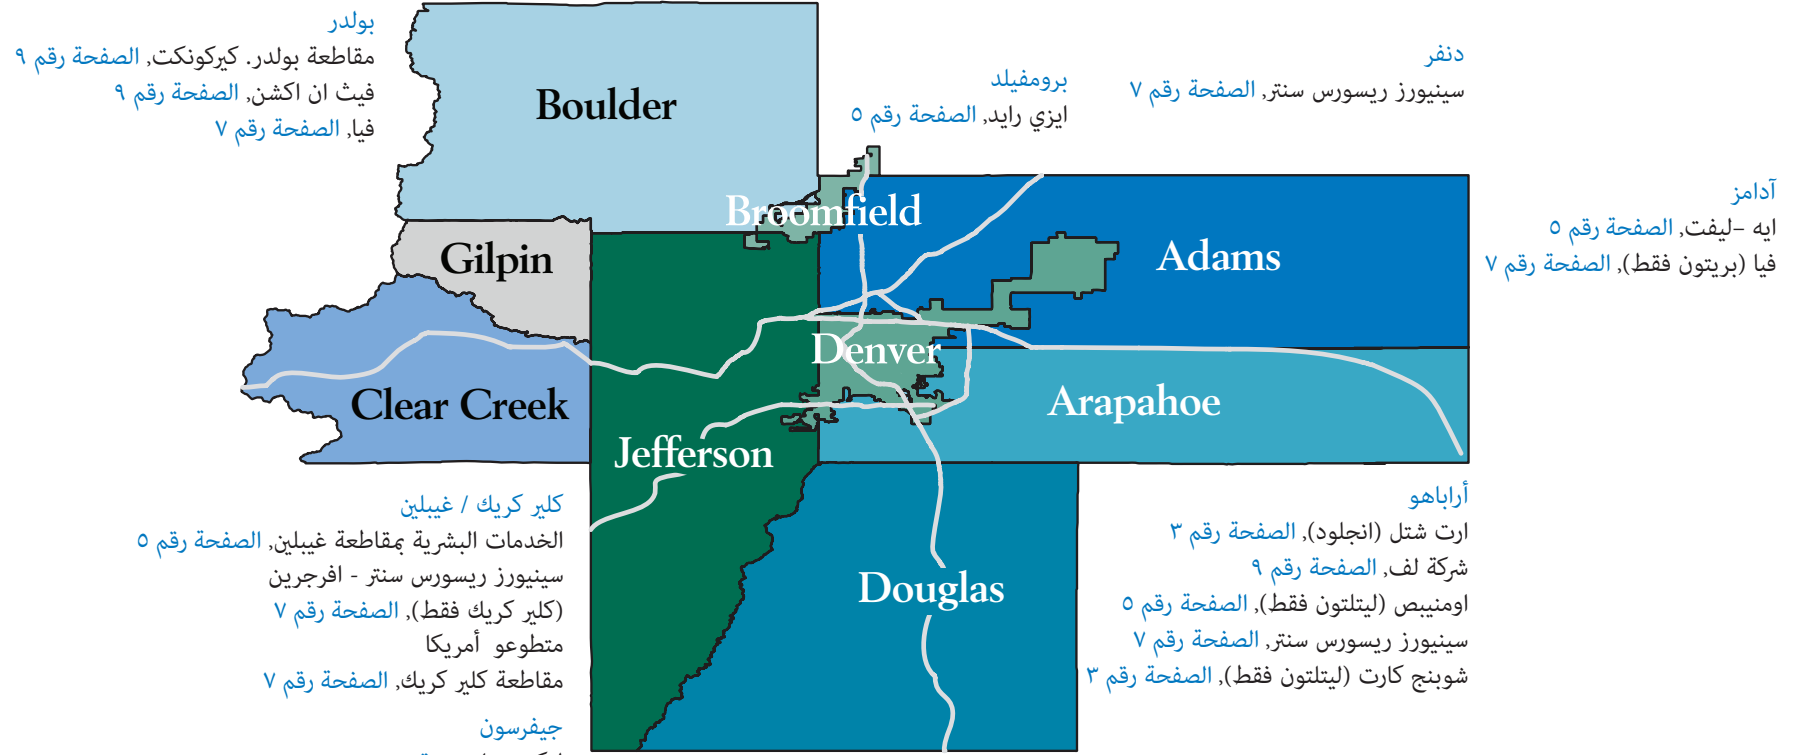 بولدر
مقاطعة بولدر. كيركونكت, الصفحة رقم ٩
فيث ان اكشن, الصفحة رقم ٩
فيا, الصفحة رقم ٧
برومفيلد
ايزي رايد, الصفحة رقم ٥
دنفر
سينيورز ريسورس سنتر, الصفحة رقم ٧
آدامز
ايه –ليفت, الصفحة رقم ٥
فيا (بريتون فقط), الصفحة رقم ٧
Boulder
Broomfield
Gilpin
Adams
Denver
Clear Creek
Arapahoe
Jefferson
Douglas
كلير كريك / غيبلين
الخدمات البشرية بمقاطعة غيبلين, الصفحة رقم ٥
سينيورز ريسورس سنتر - افرجرين
(كلير كريك فقط), الصفحة رقم ٧
متطوعو أمريكا
مقاطعة كلير كريك, الصفحة رقم ٧
جيفرسون
أراباهو
ارت شتل (انجلود), الصفحة رقم ٣
شركة لف, الصفحة رقم ٩
اومنيبص (ليتلتون فقط), الصفحة رقم ٥
سينيورز ريسورس سنتر, الصفحة رقم ٧
شوبنج كارت (ليتلتون فقط), الصفحة رقم ٣